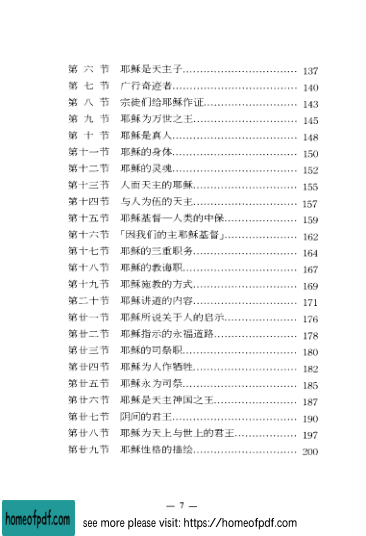 第 六 节 耶稣是天主子……………………………… 137
第 七 节 广行奇迹者……………………………… 140
第 八 节 宗徒们给耶稣作证……………………… 143
第 九 节 耶稣为万世之王………………………… 145
第 十 节 耶稣是真人……………………………… 148
第十一节 耶稣的身体……………………………… 150
第十二节 耶稣的灵魂……………………………… 152
第十三节 人而天主的耶稣………………………… 155
第十四节 与人为伍的天主………………………… 157
第十五节 耶稣基督—人类的中保………………… 159
第十六节 「因我们的主耶稣基督」……………… 162
第十七节 耶稣的三重职务………………………… 164
第十八节 耶稣的教诲职…………………………… 167
第十九节 耶稣施教的方式………………………… 169
第二十节 耶稣讲道的内容………………………… 171
第廿一节 耶稣所说关于人的启示………………… 176
第廿二节 耶稣指示的永福道路…………………… 178
第廿三节 耶稣的司祭职…………………………… 180
第廿四节 耶稣为人作牺牲………………………… 182
第廿五节 耶稣永为司祭…………………………… 185
第廿六节 耶稣是天主神国之王…………………… 187
第廿七节 阴间的君王……………………………… 190
第廿八节 耶稣为天上与世上的君王……………… 197
第廿九节 耶稣性格的描绘………………………… 200
— 7 —
homeofpdf.com see more please visit: https://homeofpdf.com